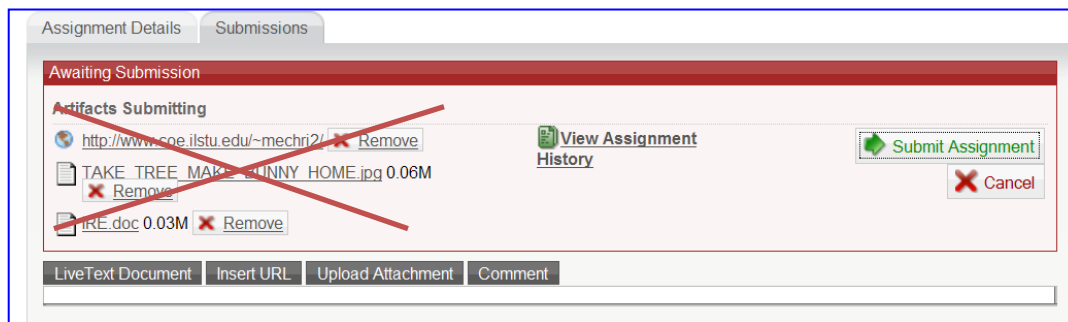 Assignment Details Submissions
Awaiting Submission
Artifacts Submitting
http://www.coe.ilstu.edu/~mechri2/ Remove
TAKE_TREE_MAKE_BUNNY_HOME.jpg 0.06M
Remove
IRE.doc 0.03M Remove
View Assignment
History
Submit Assignment
Cancel
LiveText Document Insert URL Upload Attachment Comment